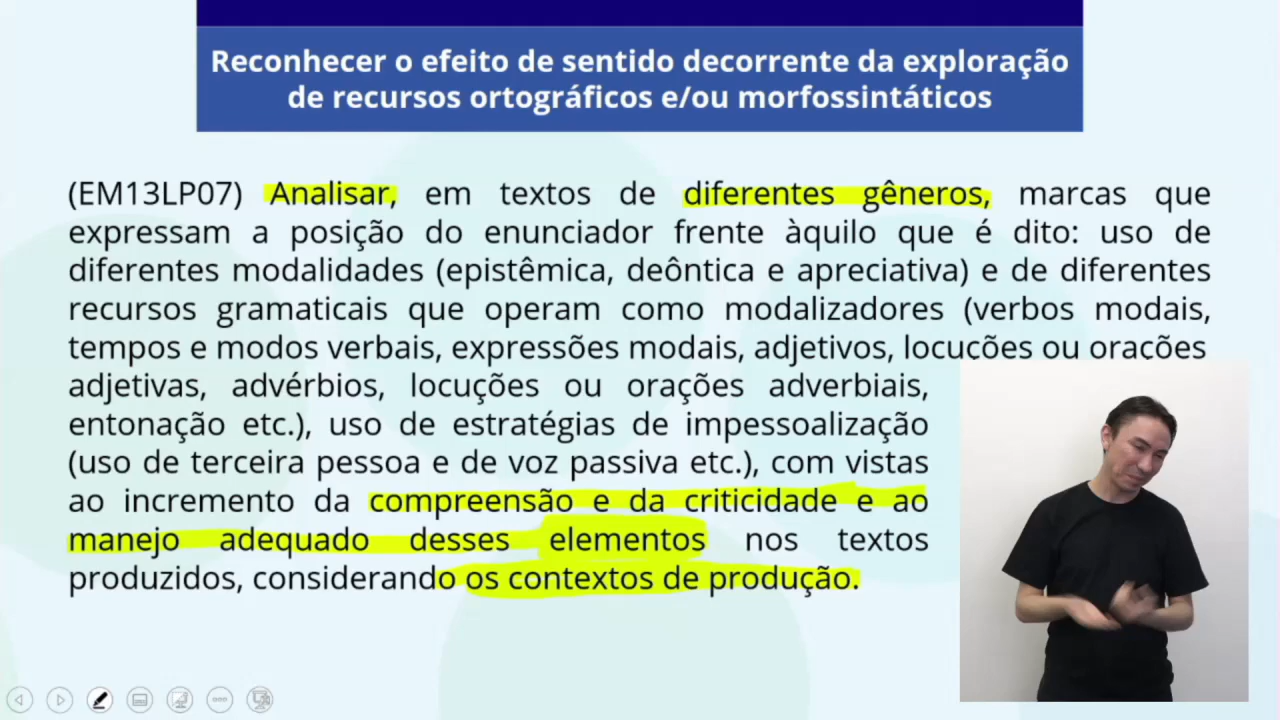 Reconhecer o efeito de sentido decorrente da exploração
de recursos ortográficos e/ou morfossintáticos
(EM13LP07) Analisar, em textos de diferentes gêneros, marcas que
expressam a posição do enunciador frente àquilo que é dito: uso de
diferentes modalidades (epistêmica, deôntica e apreciativa) e de diferentes
recursos gramaticais que operam como modalizadores (verbos modais,
tempos e modos verbais, expressões modais, adjetivos, locuções ou orações
adjetivas, advérbios, locuções ou orações adverbiais,
entonação etc.), uso de estratégias de impessoalização
(uso de terceira pessoa e de voz passiva etc.), com vistas
ao incremento da compreensão e da criticidade e ao
manejo adequado desses elementos nos textos
produzidos, considerando os contextos de produção.